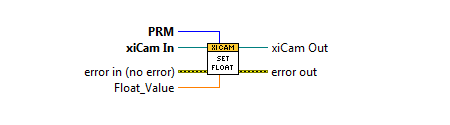 PRM
xiCam In
XICAM
xiCam Out
SET
FLOAT
error in (no error)
error out
Float_Value